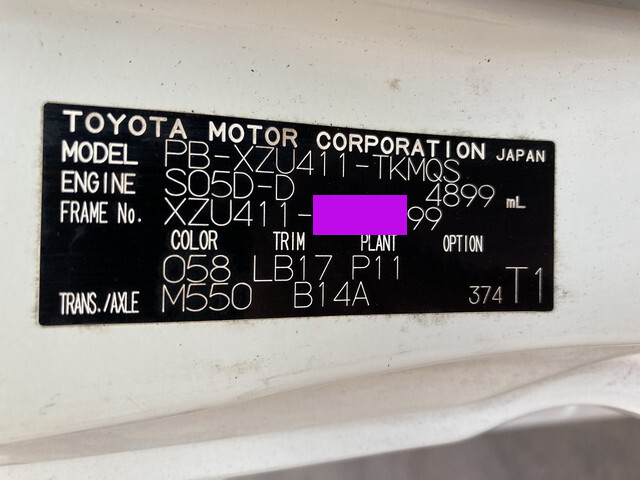 TOYOTA MOTOR CORPORATION JAPAN
MODEL PB-XZU411-TKMQS
ENGINE S05D-D 4899 mL
FRAME No. XZU411- 99
COLOR TRIM PLANT OPTION
058 LB17 P11
TRANS./AXLE M550 B14A 374 T1